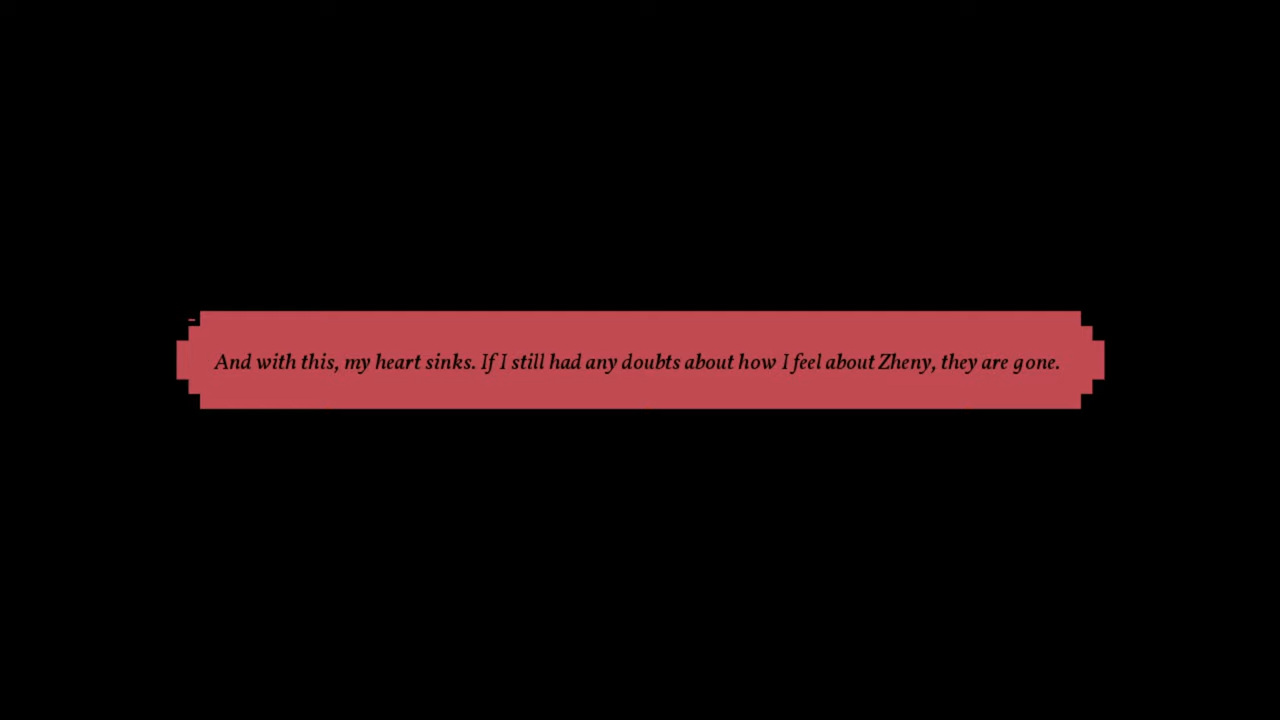 And with this, my heart sinks. If I still had any doubts about how I feel about Zheny, they are gone.